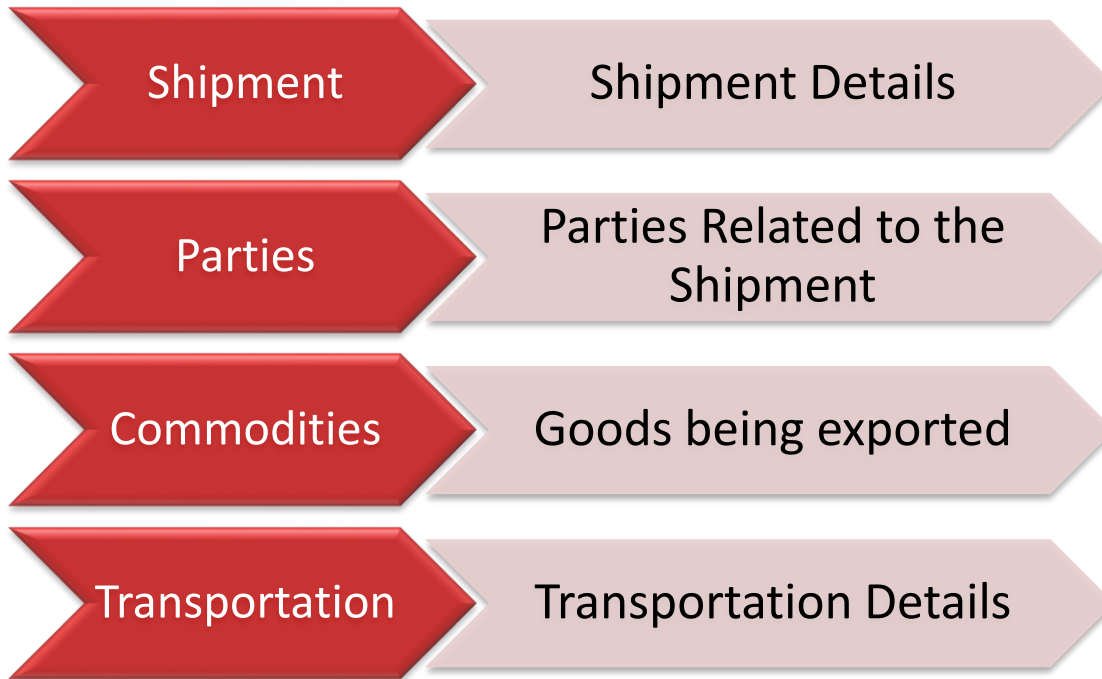 Shipment
Shipment Details
Parties
Parties Related to the
Shipment
Commodities
Goods being exported
Transportation
Transportation Details